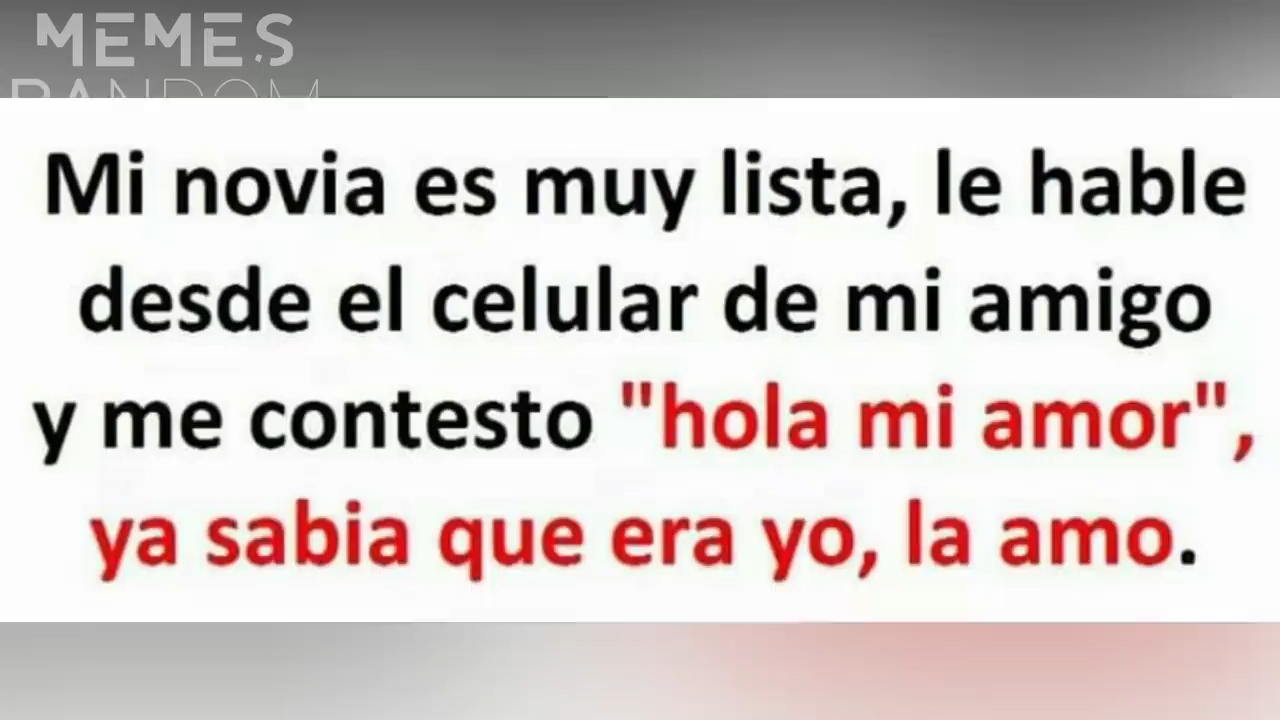 MEMES
RANDOM
Mi novia es muy lista, le hable
desde el celular de mi amigo
y me contesto "hola mi amor",
ya sabia que era yo, la amo.